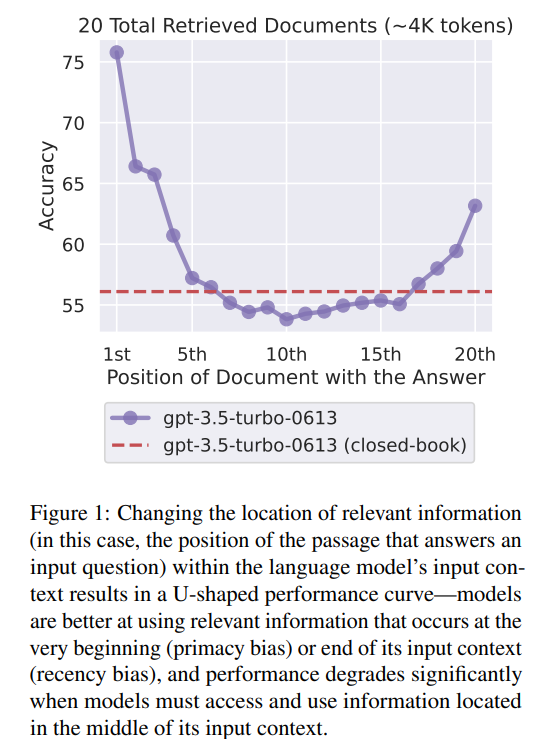 20 Total Retrieved Documents (~4K tokens)
75
70
65
60
55
Accuracy
1st 5th 10th 15th 20th
Position of Document with the Answer
gpt-3.5-turbo-0613
gpt-3.5-turbo-0613 (closed-book)
Figure 1: Changing the location of relevant information
(in this case, the position of the passage that answers an
input question) within the language model’s input con-
text results in a U-shaped performance curve—models
are better at using relevant information that occurs at the
very beginning (primacy bias) or end of its input context
(recency bias), and performance degrades significantly
when models must access and use information located
in the middle of its input context.